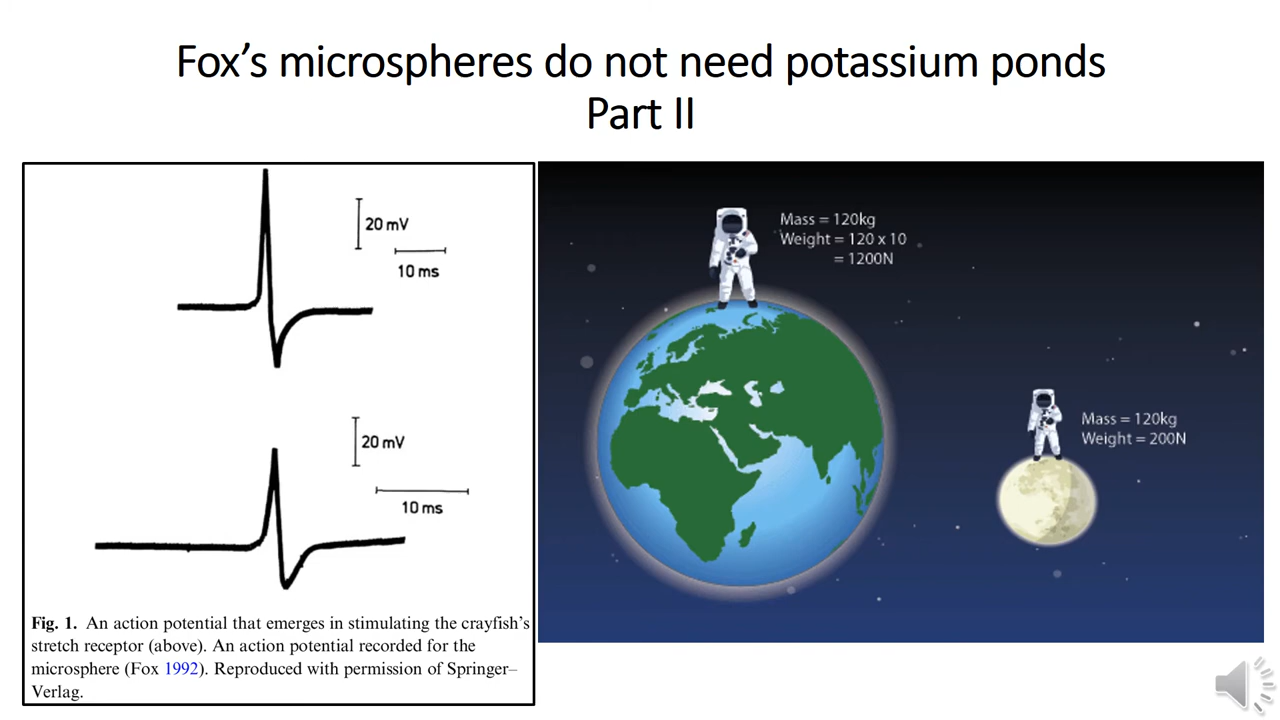 Fox's microspheres do not need potassium ponds
Part II
20 mV
10 ms
20 mV
10 ms
Fig. 1. An action potential that emerges in stimulating the crayfish's
stretch receptor (above). An action potential recorded for the
microsphere (Fox 1992). Reproduced with permission of Springer–
Verlag.
Mass = 120kg
Weight = 120 x 10
= 1200N
Mass = 120kg
Weight = 200N